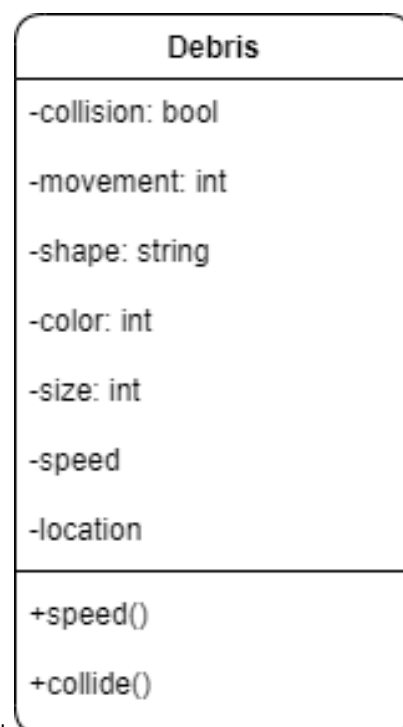 Debris
-collision: bool
-movement: int
-shape: string
-color: int
-size: int
-speed
-location
+speed()
+collide()